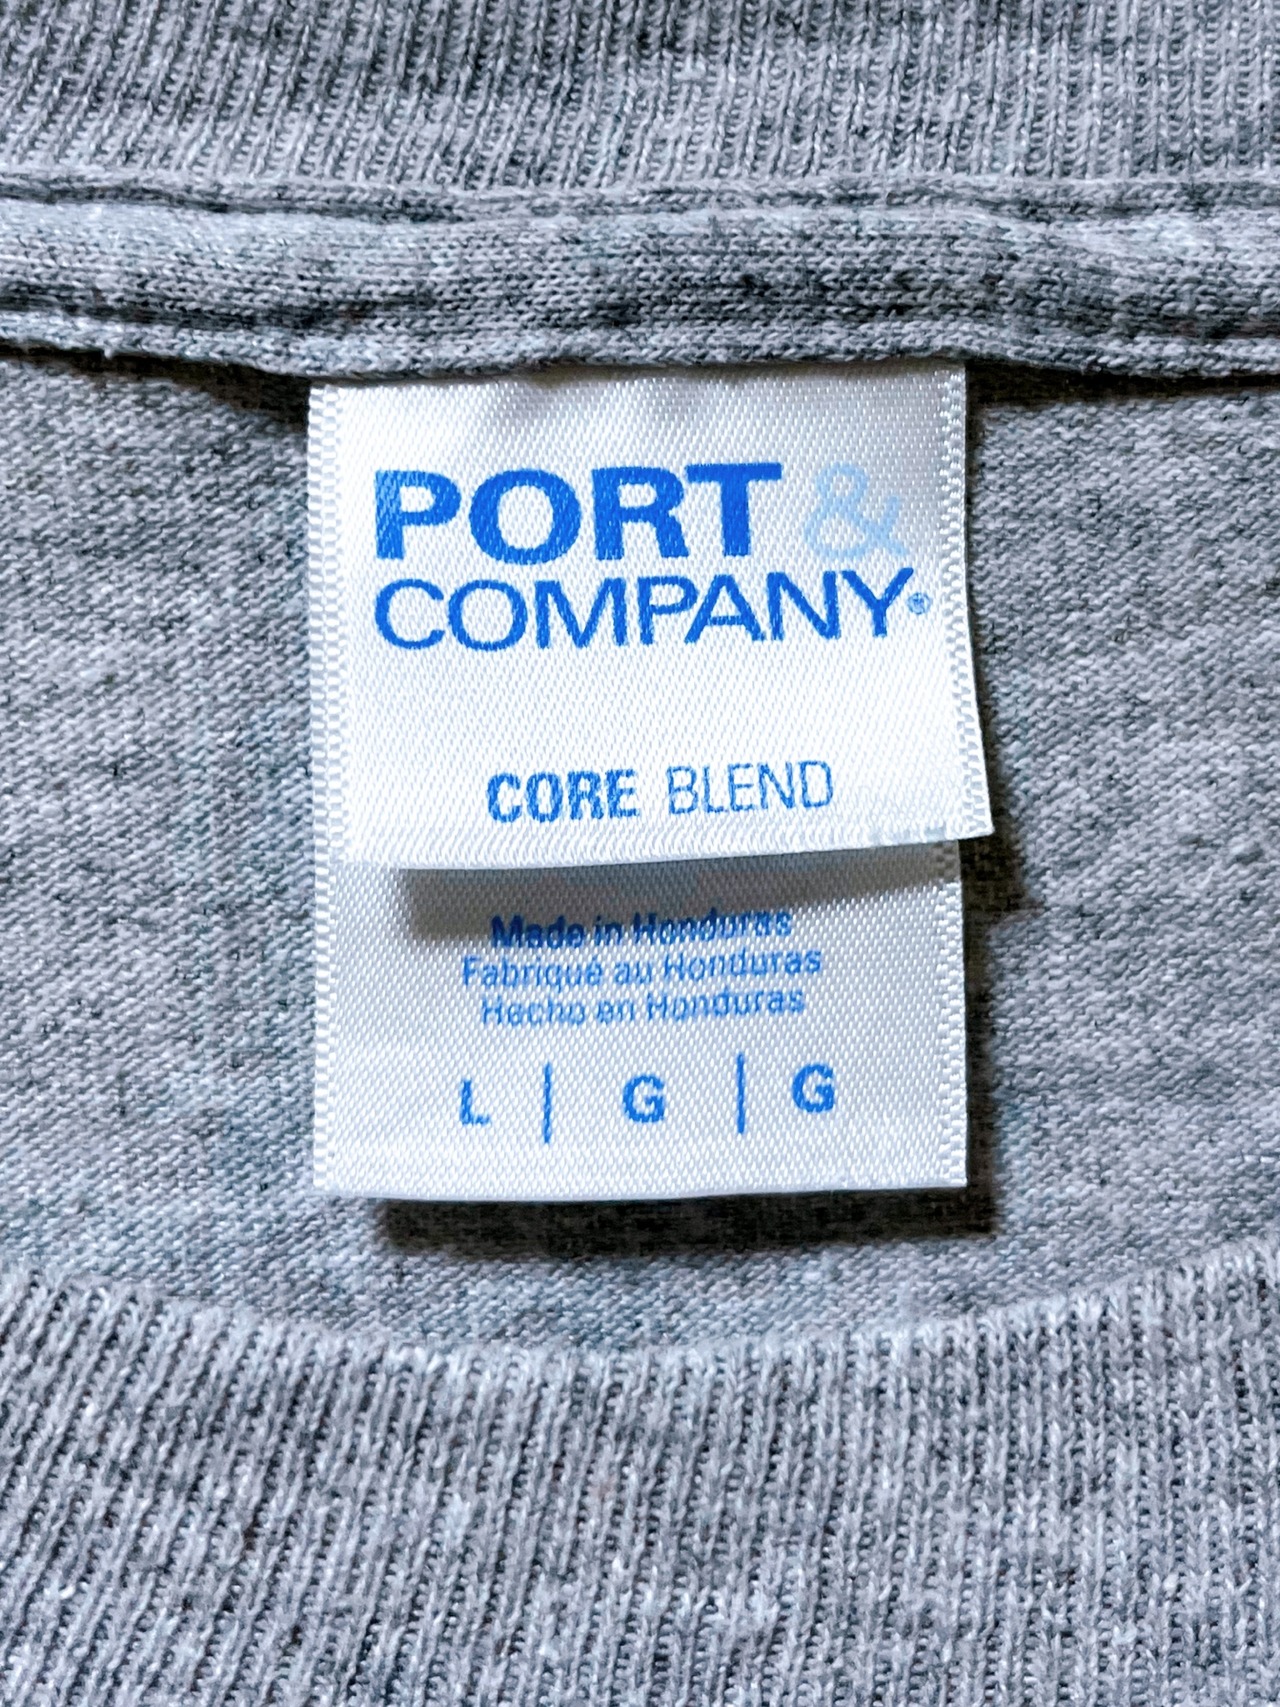 PORT &
COMPANY®
CORE BLEND
Made in Honduras
Fabriqué au Honduras
Hecho en Honduras
L | G | G